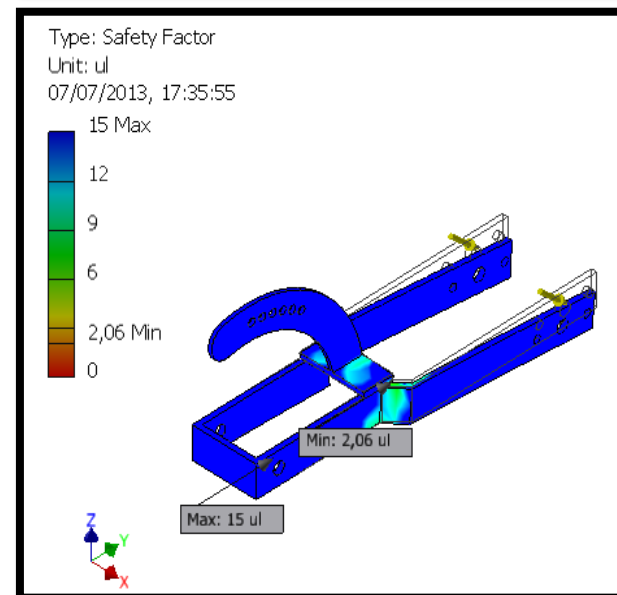 Type: Safety Factor
Unit: ul
07/07/2013, 17:35:55
15 Max
12
9
6
2,06 Min
0
Min: 2,06 ul
Max: 15 ul
Z
Y
X